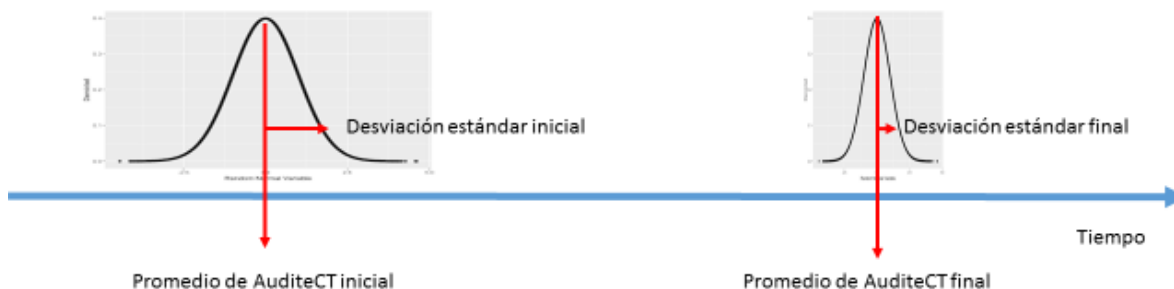 Desviación estándar inicial
Desviación estándar final
Tiempo
Promedio de AuditeCT inicial
Promedio de AuditeCT final